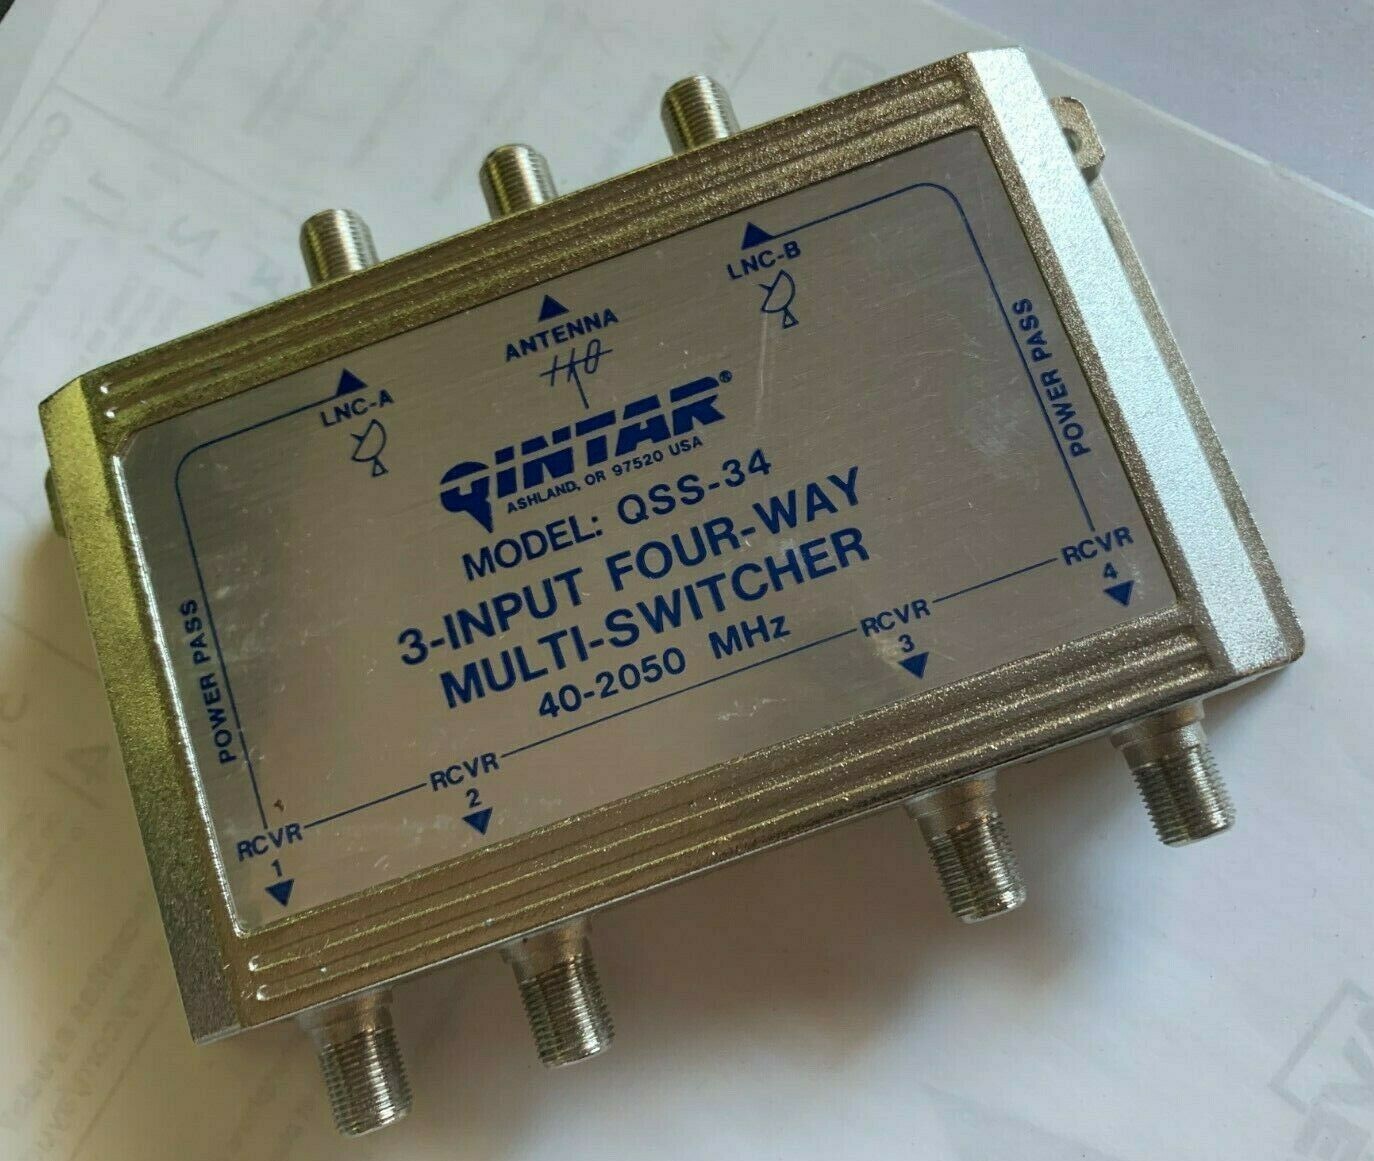 LNC-B
ANTENNA
LNC-A
QINTAR®
ASHLAND, OR 97520 USA
MODEL: QSS-34
3-INPUT FOUR-WAY
MULTI-SWITCHER
40-2050 MHz
POWER PASS
POWER PASS
RCVR
1
RCVR
2
RCVR
3
RCVR
4